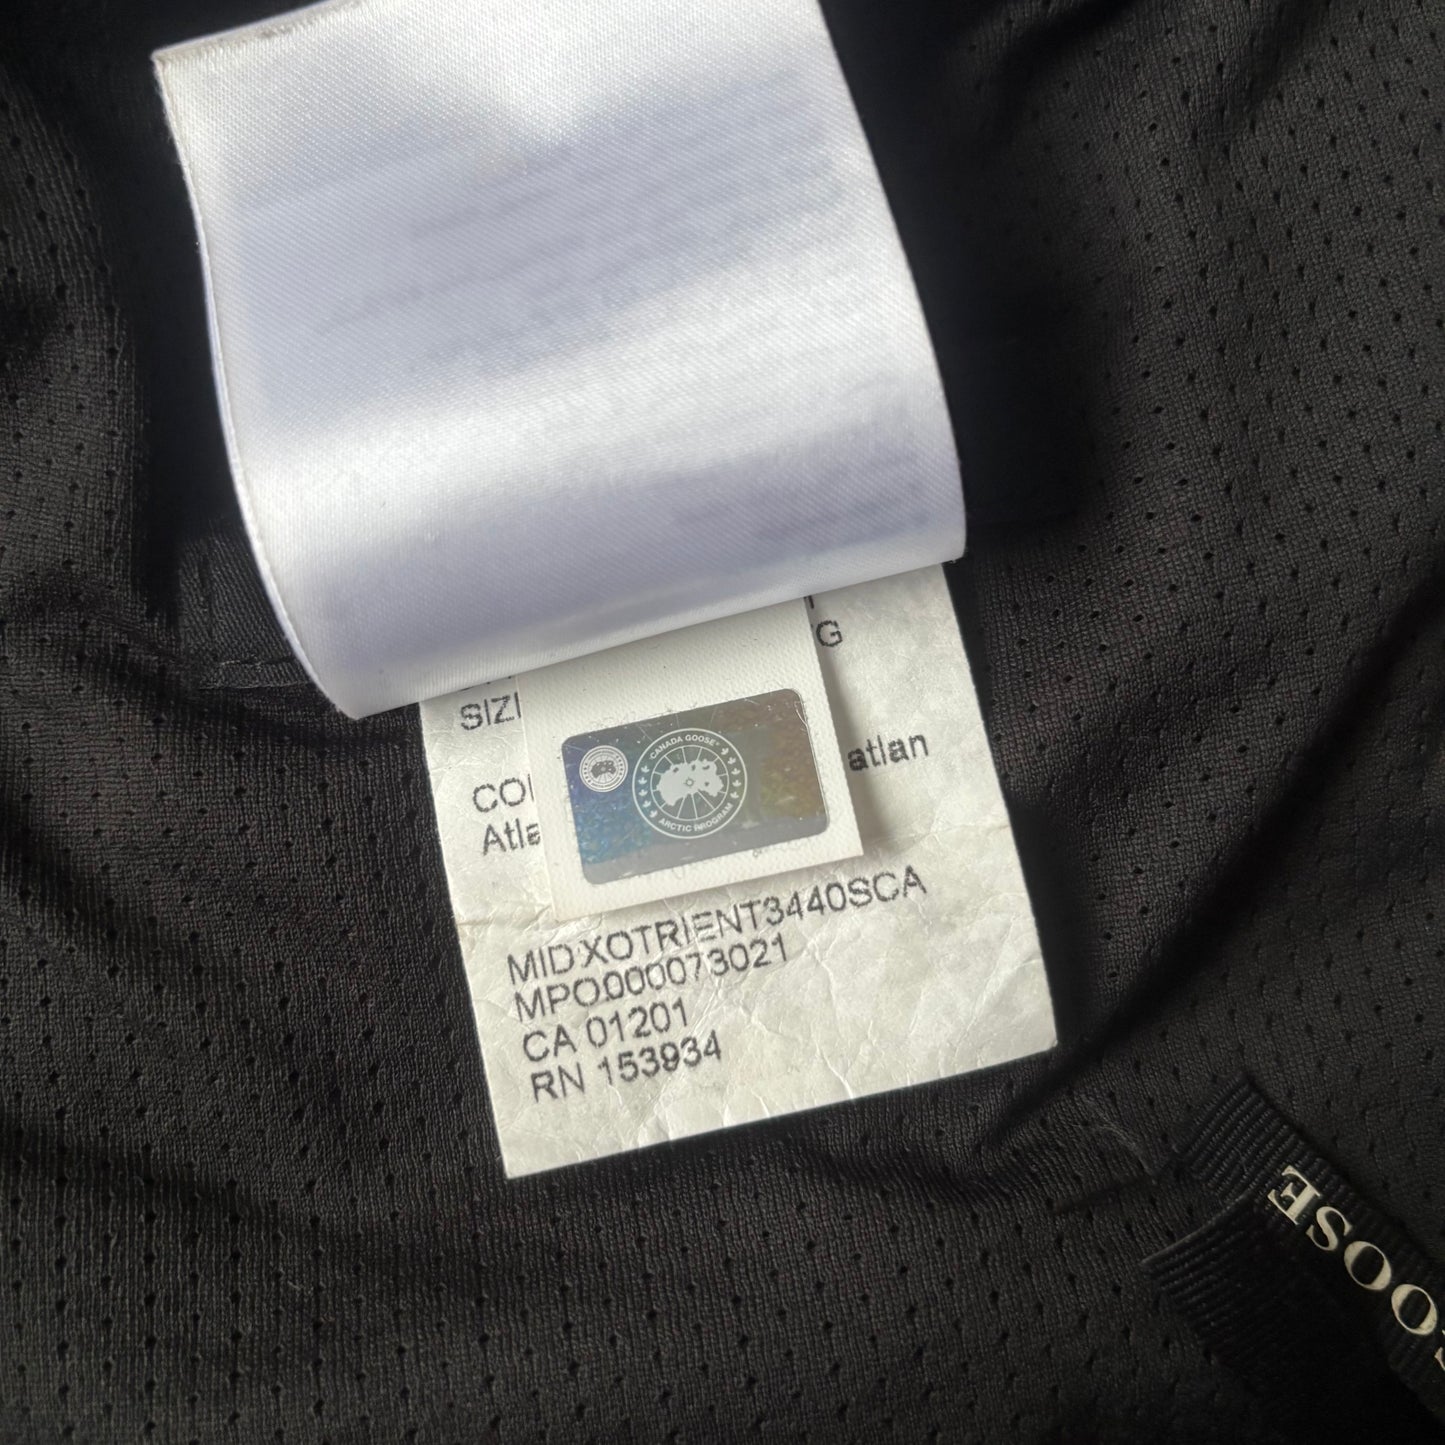 G
SIZ
atlan
CO
Atla
CANADA GOOSE
ARCTIC PROGRAM
MID XOTRIENT3440SCA
MPO000073021
CA 01201
RN 153934
OOSE